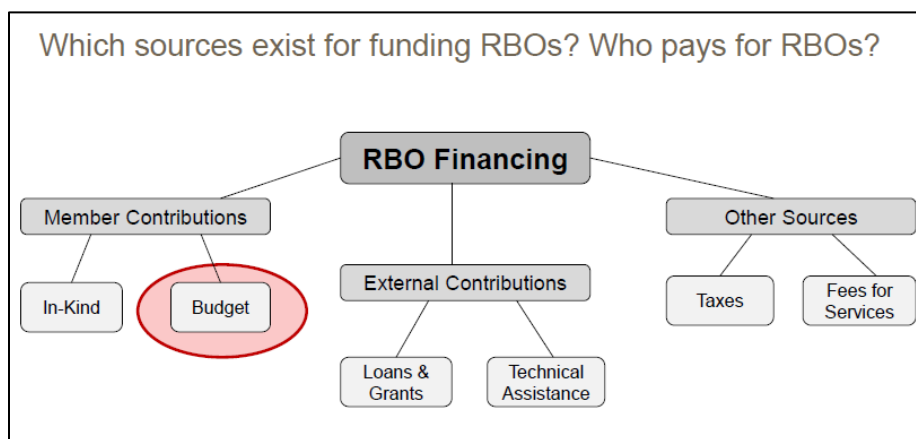 Which sources exist for funding RBOs? Who pays for RBOs?
RBO Financing
Member Contributions
Other Sources
External Contributions
In-Kind
Budget
Taxes
Fees for
Services
Loans &
Grants
Technical
Assistance